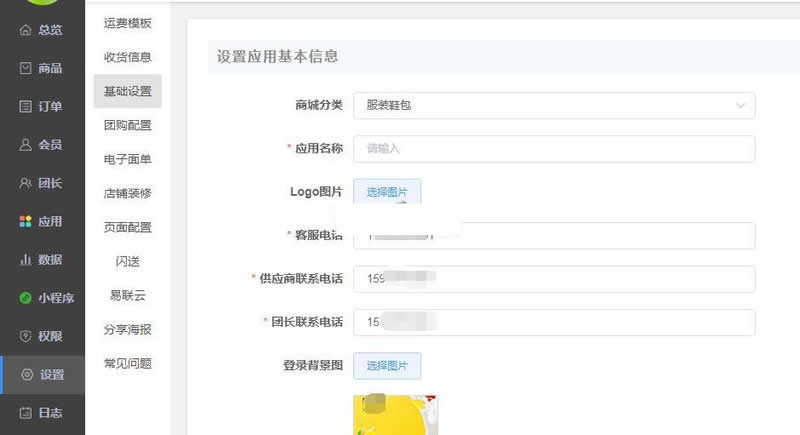 总览
商品
订单
会员
团长
应用
数据
小程序
权限
设置
日志
运费模板
收货信息
基础设置
团购配置
电子面单
店铺装修
页面配置
闪送
易联云
分享海报
常见问题
设置应用基本信息
商城分类 服装鞋包
* 应用名称 请输入
Logo图片 选择图片
* 客服电话
* 供应商联系电话 159
* 团长联系电话 15
登录背景图 选择图片